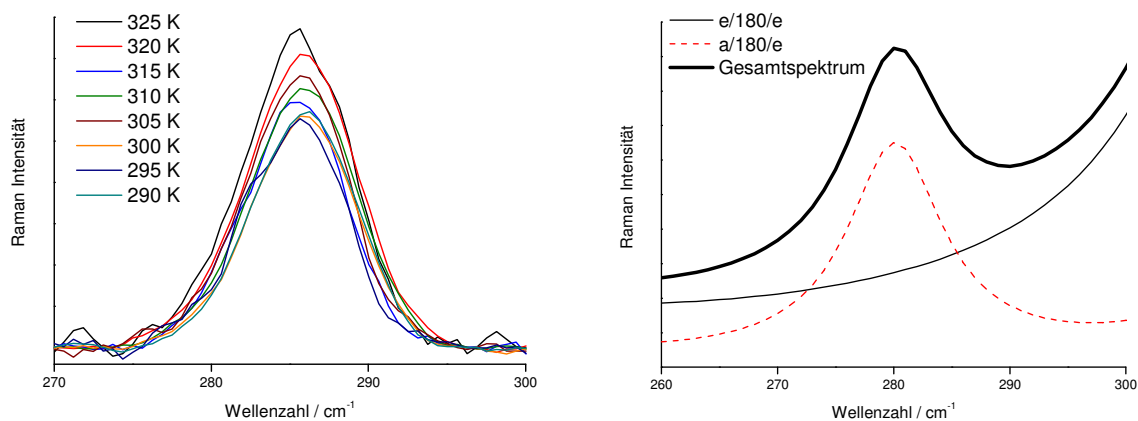 325 K
320 K
315 K
310 K
305 K
300 K
295 K
290 K
Raman Intensität
270
280
290
300
Wellenzahl / cm⁻¹
e/180/e
a/180/e
Gesamtspektrum
Raman Intensität
260
270
280
290
300
Wellenzahl / cm⁻¹